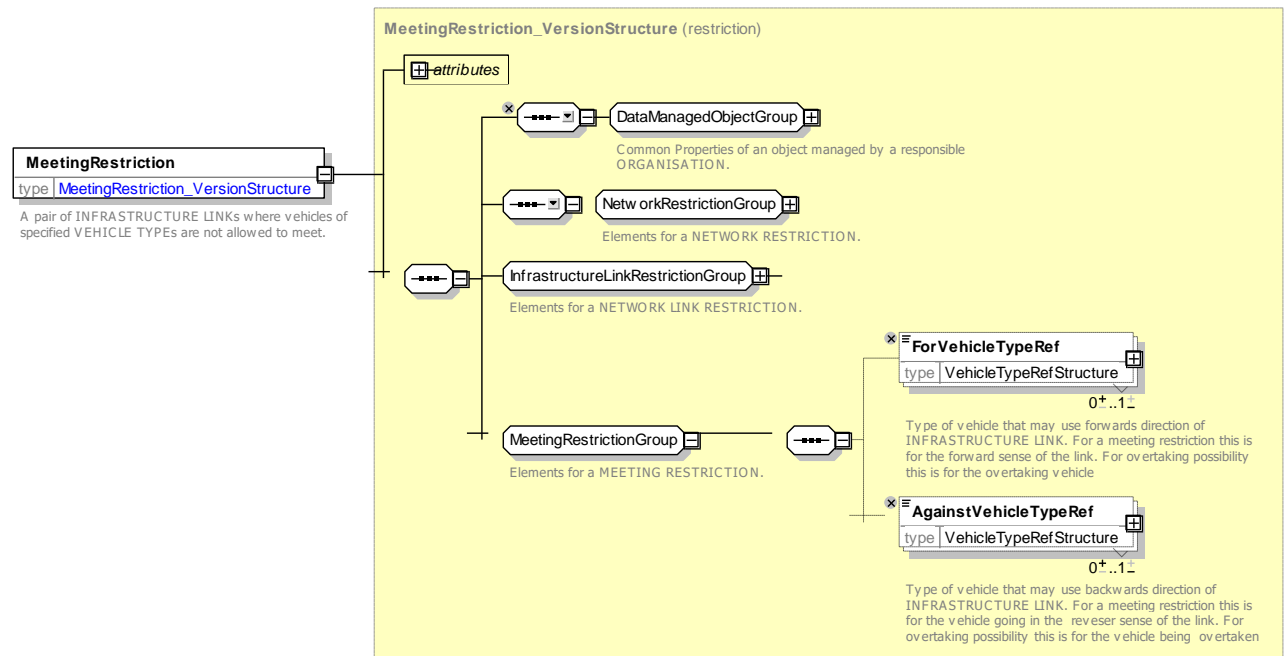 MeetingRestriction_VersionStructure (restriction)
attributes
DataManagedObjectGroup
Common Properties of an object managed by a responsible
ORGANISATION.
MeetingRestriction
type MeetingRestriction_VersionStructure
A pair of INFRASTRUCTURE LINKs where vehicles of
specified VEHICLE TYPEs are not allowed to meet.
NetworkRestrictionGroup
Elements for a NETWORK RESTRICTION.
InfrastructureLinkRestrictionGroup
Elements for a NETWORK LINK RESTRICTION.
ForVehicleTypeRef
type VehicleTypeRefStructure
0..1
Type of vehicle that may use forwards direction of
INFRASTRUCTURE LINK. For a meeting restriction this is
for the forward sense of the link. For overtaking possibility
this is for the overtaking vehicle
MeetingRestrictionGroup
Elements for a MEETING RESTRICTION.
AgainstVehicleTypeRef
type VehicleTypeRefStructure
0..1
Type of vehicle that may use backwards direction of
INFRASTRUCTURE LINK. For a meeting restriction this is
for the vehicle going in the reveser sense of the link. For
overtaking possibility this is for the vehicle being overtaken